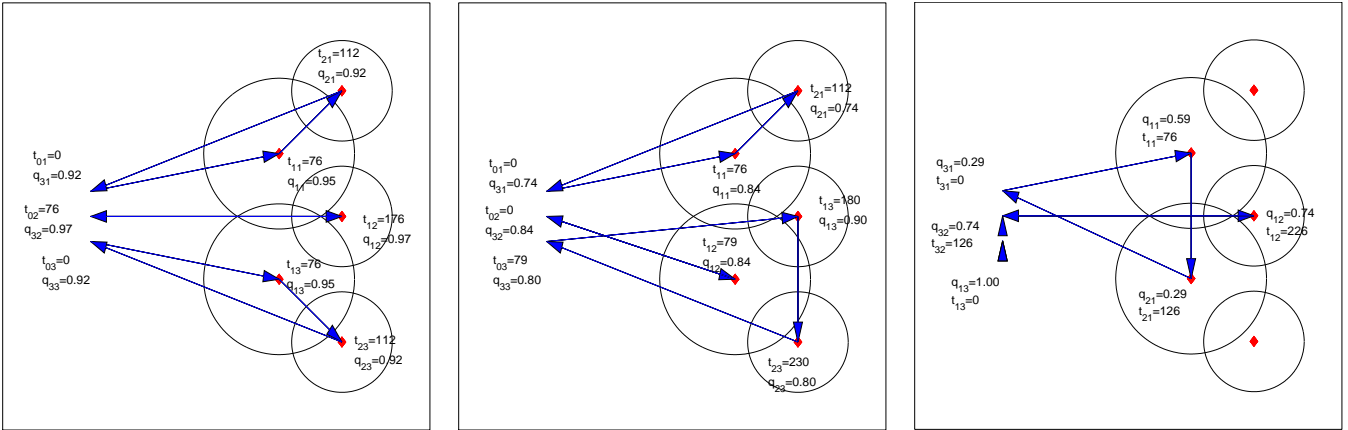 t21=112
q21=0.92
t01=0
q31=0.92
t11=76
q11=0.95
t02=76
q32=0.97
t12=176
q12=0.97
t03=0
q33=0.92
t13=76
q13=0.95
t23=112
q23=0.92
t21=112
q21=0.74
t01=0
q31=0.74
t11=76
q11=0.84
t02=0
q32=0.84
t13=180
q13=0.90
t03=79
q33=0.80
t12=79
q12=0.84
t23=230
q23=0.80
q11=0.59
t11=76
q31=0.29
t31=0
q32=0.74
t32=126
q12=0.74
t12=226
q13=1.00
t13=0
q21=0.29
t21=126